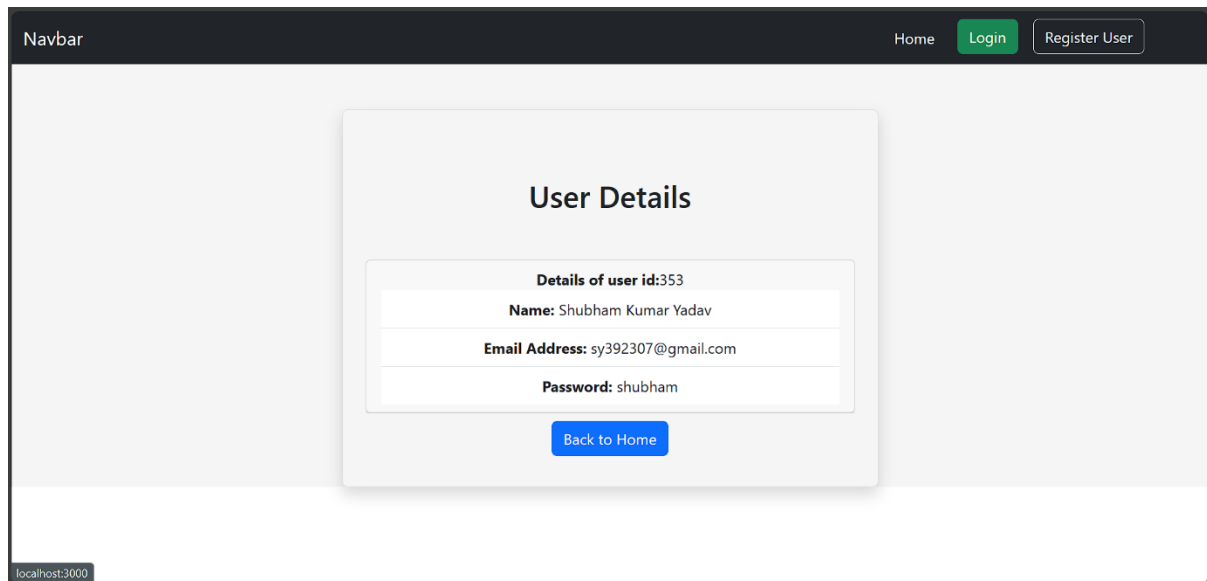 Navbar Home Login Register User
User Details
Details of user id:353
Name: Shubham Kumar Yadav
Email Address: sy392307@gmail.com
Password: shubham
Back to Home
localhost:3000